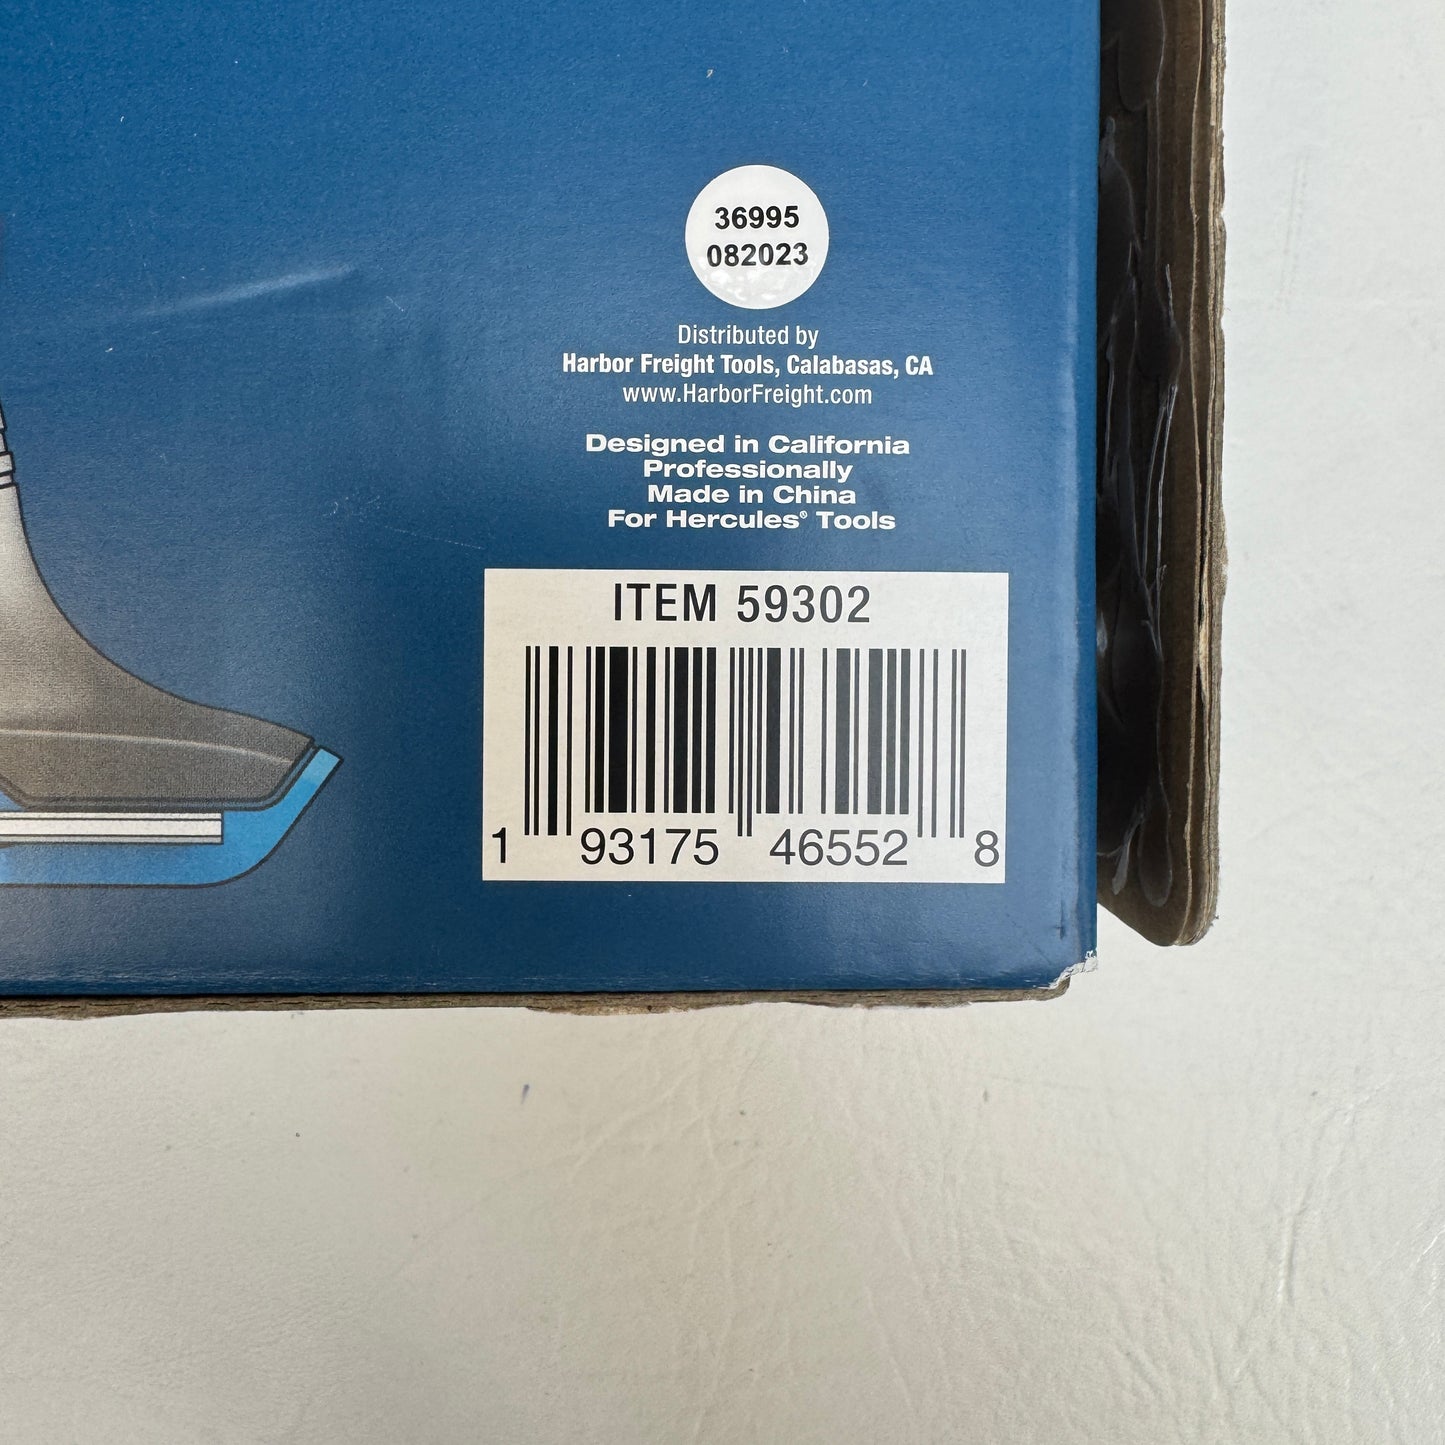 36995
082023
Distributed by
Harbor Freight Tools, Calabasas, CA
www.HarborFreight.com
Designed in California
Professionally
Made in China
For Hercules® Tools
ITEM 59302
1 93175 46552 8